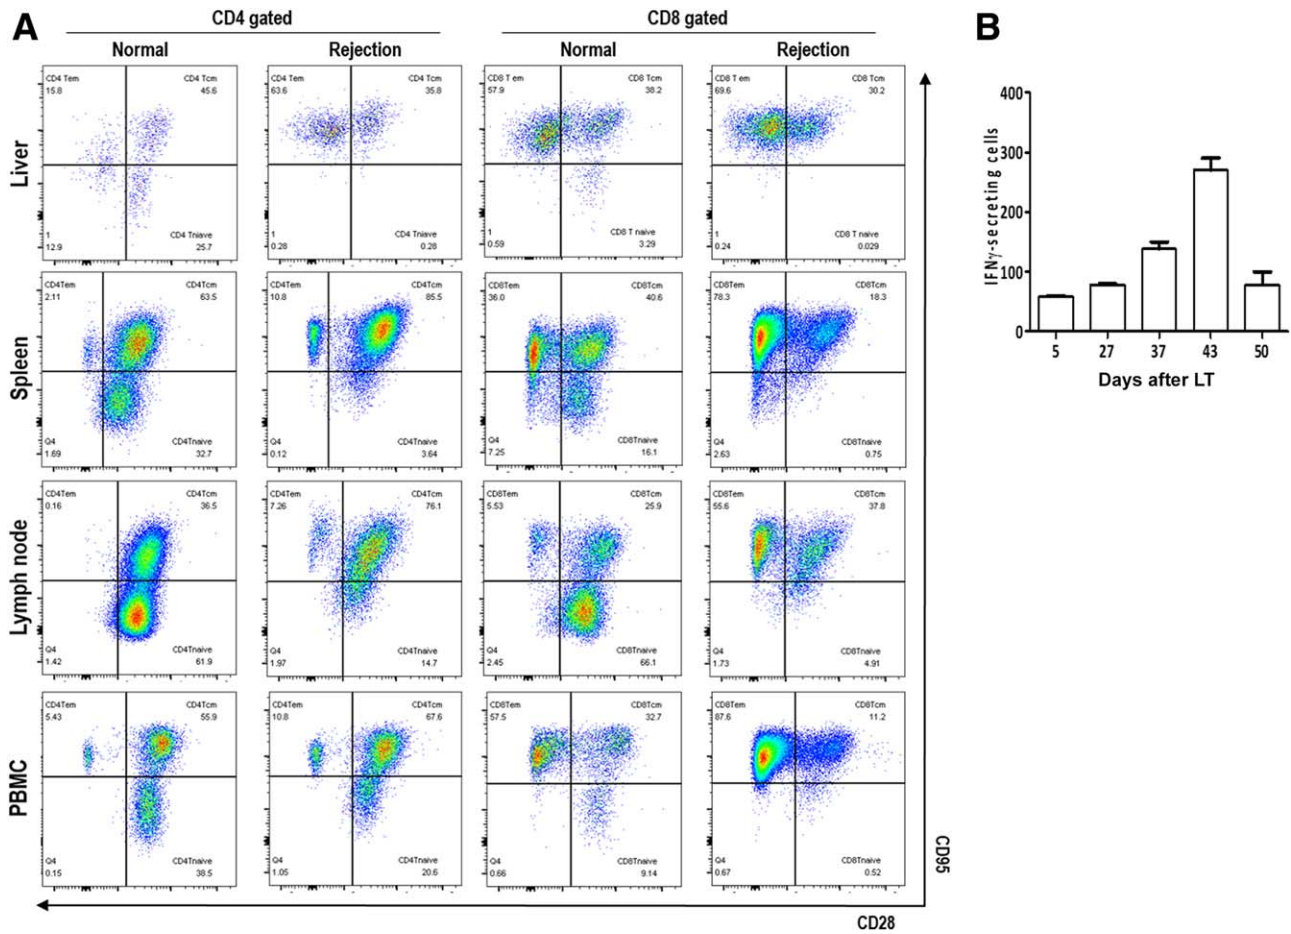 A
CD4 gated
CD8 gated
Normal
Rejection
Normal
Rejection
Liver
CD4 Tem
15.8
CD4 Tcm
45.6
1
12.9
CD4 Tniave
25.7
CD4 Tem
63.6
CD4 Tcm
35.8
1
0.28
CD4 Tniave
0.28
CD8 T em
57.9
CD8 Tcm
38.2
1
0.59
CD8 T naive
3.29
CD8 T em
69.6
CD8 Tcm
30.2
1
0.24
CD8 T naive
0.029
Spleen
CD4Tem
2.11
CD4Tcm
63.5
Q4
1.69
CD4Tnaive
32.7
CD4Tem
10.8
CD4Tcm
85.5
Q4
0.12
CD4Tnaive
3.64
CD8Tem
36.0
CD8Tcm
40.6
Q4
7.25
CD8Tnaive
16.1
CD8Tem
78.3
CD8Tcm
18.3
Q4
2.63
CD8Tnaive
0.75
Lymph node
CD4Tem
0.16
CD4Tcm
36.5
Q4
1.42
CD4Tnaive
61.9
CD4Tem
7.26
CD4Tcm
76.1
Q4
1.97
CD4Tnaive
14.7
CD8Tem
5.53
CD8Tcm
25.9
Q4
2.45
CD8Tnaive
66.1
CD8Tem
55.6
CD8Tcm
37.8
Q4
1.73
CD8Tnaive
4.91
PBMC
CD4Tem
5.43
CD4Tcm
55.9
Q4
0.15
CD4Tnaive
38.5
CD4Tem
10.8
CD4Tcm
67.6
Q4
1.05
CD4Tnaive
20.6
CD8Tem
57.5
CD8Tcm
32.7
Q4
0.66
CD8Tnaive
9.14
CD8Tem
87.6
CD8Tcm
11.2
Q4
0.67
CD8Tnaive
0.52
CD95
CD28
B
IFNγ-secreting cells
400
300
200
100
0
5 27 37 43 50
Days after LT